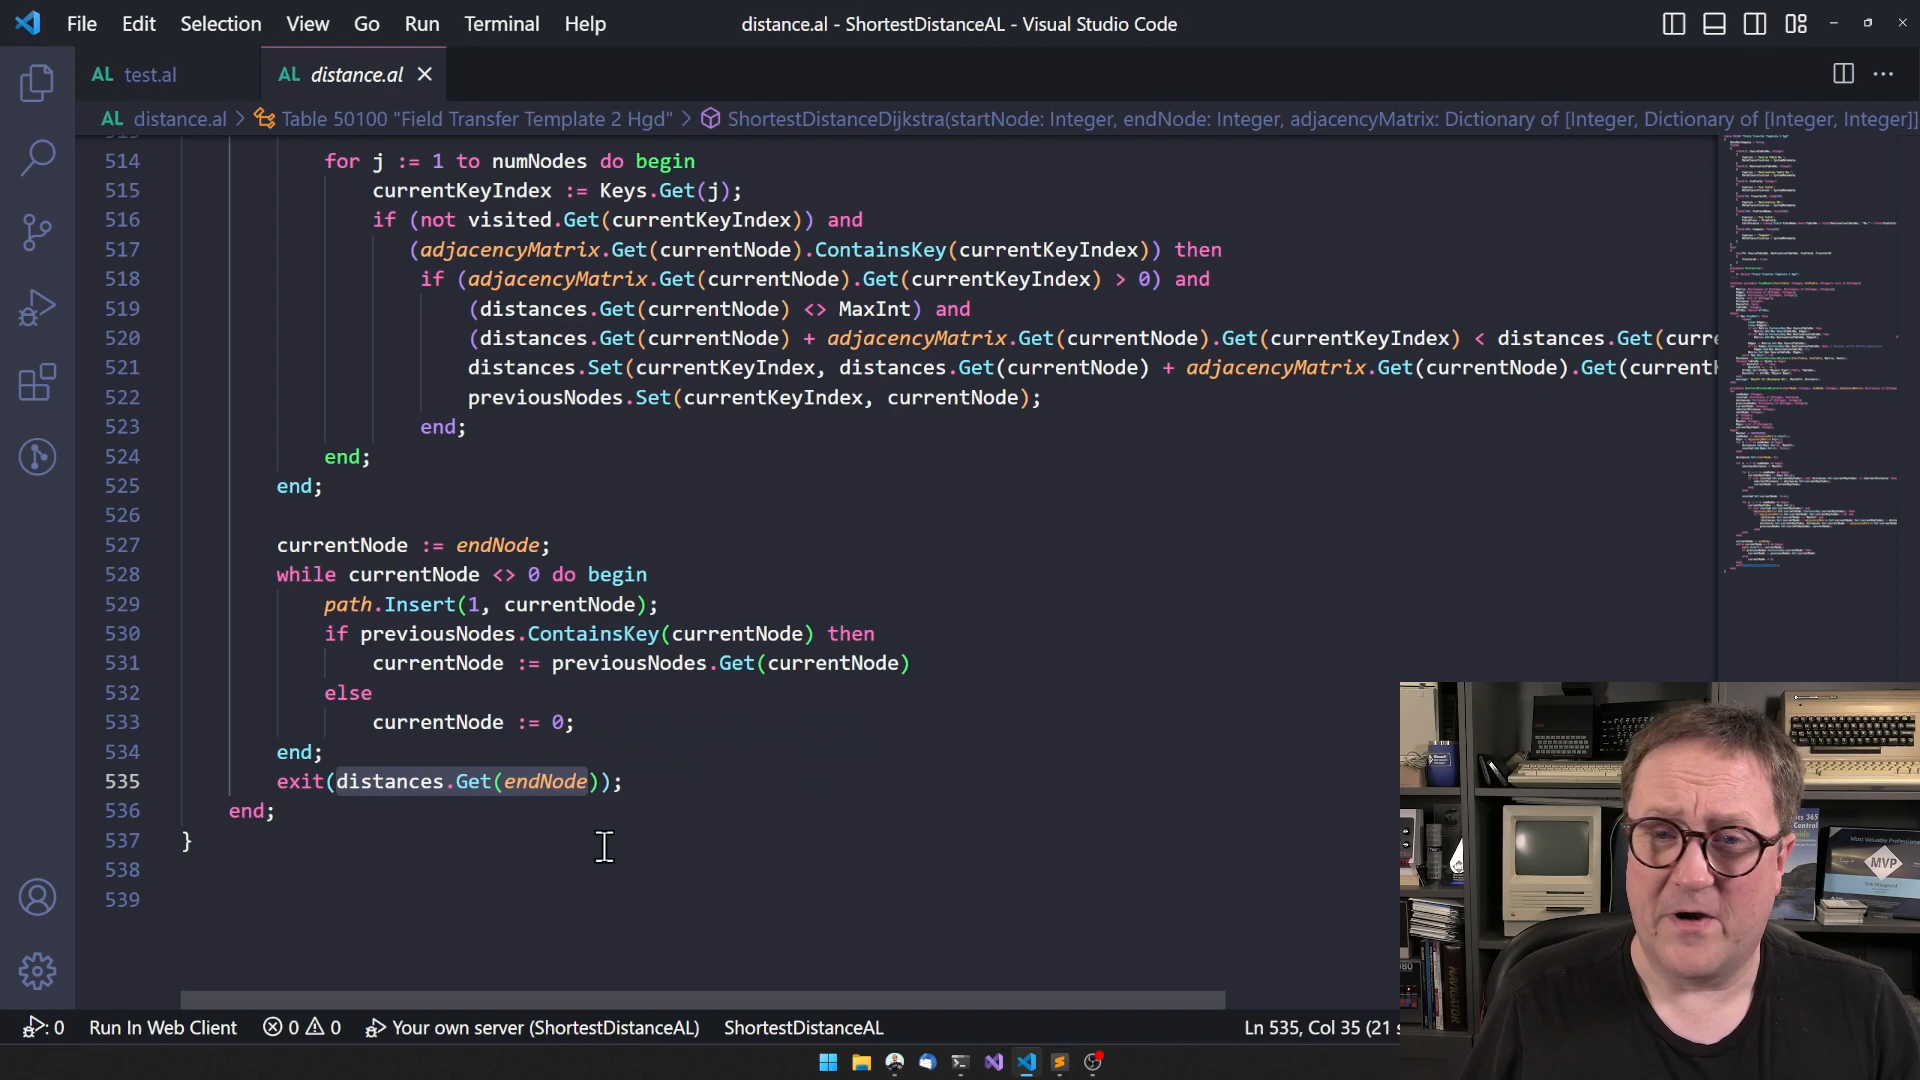 File Edit Selection View Go Run Terminal Help
distance.al - ShortestDistanceAL - Visual Studio Code
AL test.al
AL distance.al
AL distance.al > Table 50100 "Field Transfer Template 2 Hgd" > ShortestDistanceDijkstra(startNode: Integer, endNode: Integer, adjacencyMatrix: Dictionary of [Integer, Dictionary of [Integer, Integer]]
514 for j := 1 to numNodes do begin
515 currentKeyIndex := Keys.Get(j);
516 if (not visited.Get(currentKeyIndex)) and
517 (adjacencyMatrix.Get(currentNode).ContainsKey(currentKeyIndex)) then
518 if (adjacencyMatrix.Get(currentNode).Get(currentKeyIndex) > 0) and
519 (distances.Get(currentNode) <> MaxInt) and
520 (distances.Get(currentNode) + adjacencyMatrix.Get(currentNode).Get(currentKeyIndex) < distances.Get(curre
521 distances.Set(currentKeyIndex, distances.Get(currentNode) + adjacencyMatrix.Get(currentNode).Get(current
522 previousNodes.Set(currentKeyIndex, currentNode);
523 end;
524 end;
525 end;
526
527 currentNode := endNode;
528 while currentNode <> 0 do begin
529 path.Insert(1, currentNode);
530 if previousNodes.ContainsKey(currentNode) then
531 currentNode := previousNodes.Get(currentNode)
532 else
533 currentNode := 0;
534 end;
535 exit(distances.Get(endNode));
536 end;
537 }
538
539
0 Run In Web Client 0 0 Your own server (ShortestDistanceAL) ShortestDistanceAL
Ln 535, Col 35 (21 s
Most Valuable Professional
MVP